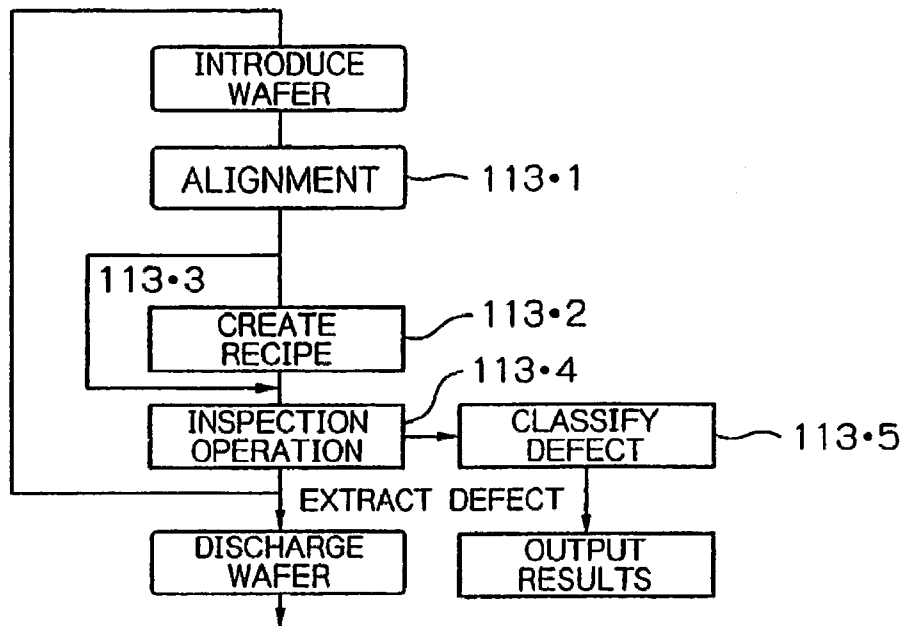 INTRODUCE
WAFER
ALIGNMENT
113•1
113•3
CREATE
RECIPE
113•2
113•4
INSPECTION
OPERATION
CLASSIFY
DEFECT
113•5
EXTRACT DEFECT
DISCHARGE
WAFER
OUTPUT
RESULTS